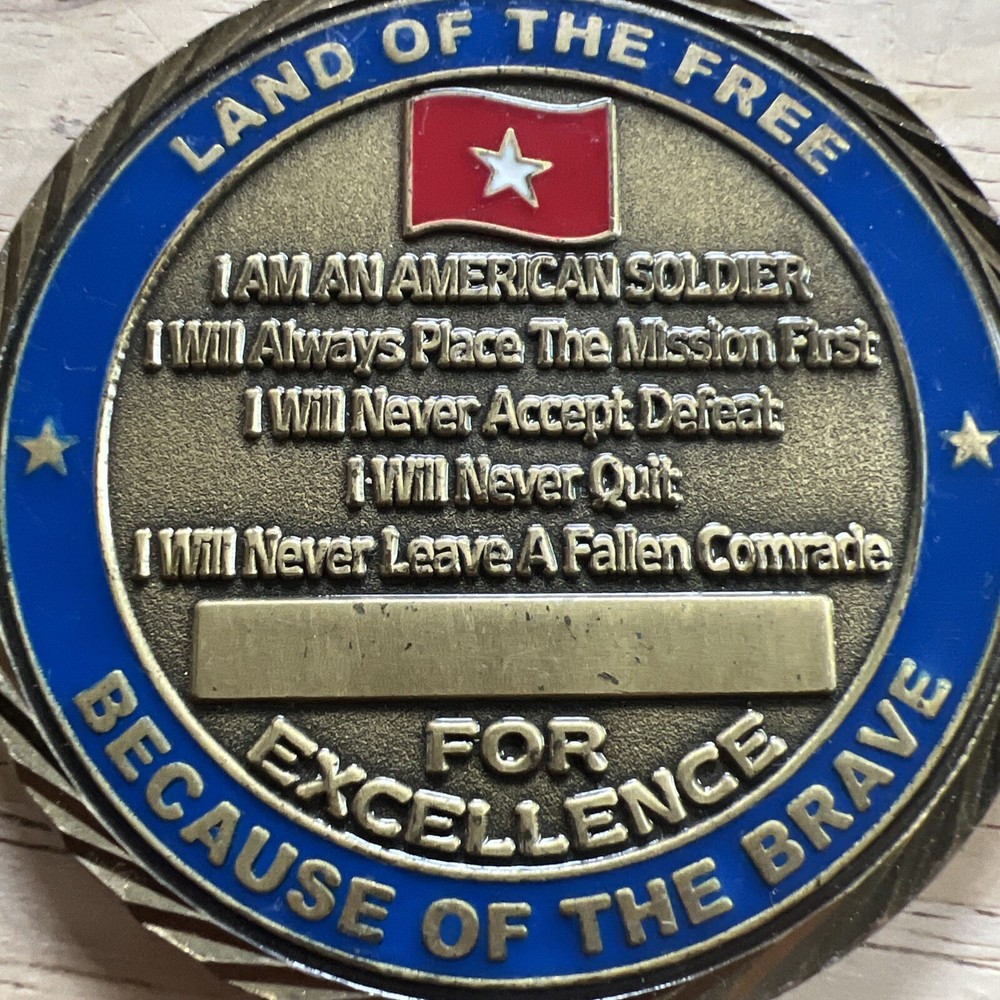 LAND OF THE FREE
I AM AN AMERICAN SOLDIER
I Will Always Place The Mission First
I Will Never Accept Defeat
I Will Never Quit
I Will Never Leave A Fallen Comrade
FOR
EXCELLENCE
BECAUSE OF THE BRAVE